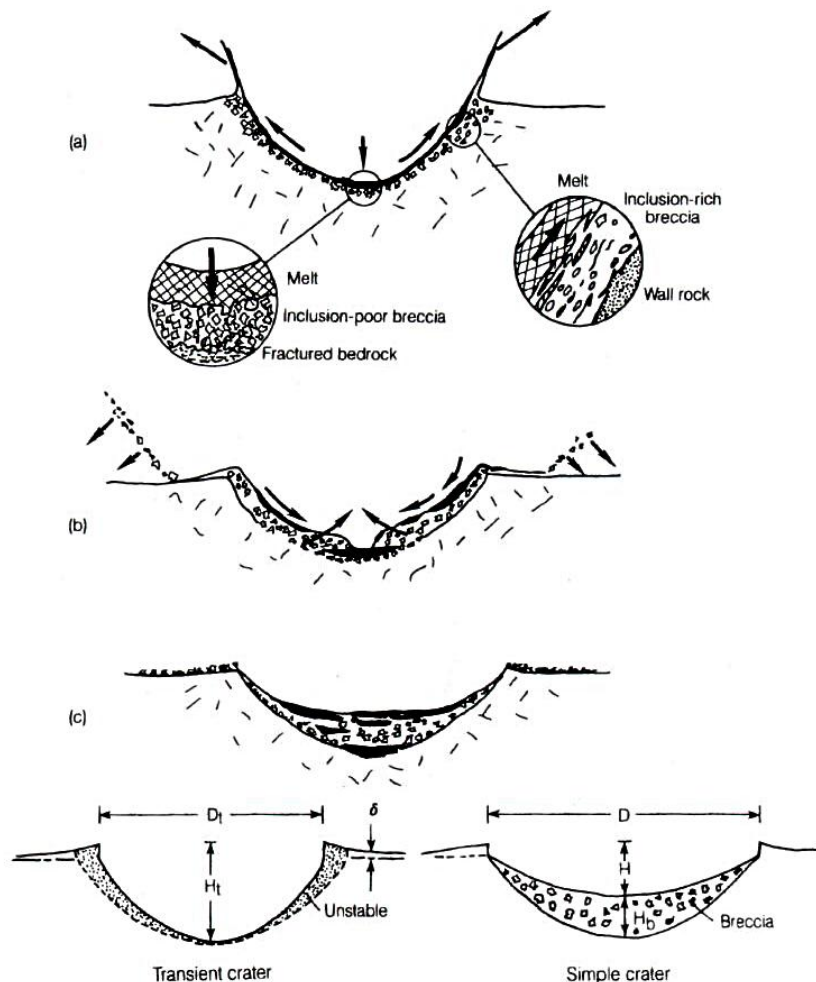 (a)
Melt
Inclusion-rich
breccia
Wall rock
Melt
Inclusion-poor breccia
Fractured bedrock
(b)
(c)
Dt
δ
Ht
Unstable
Transient crater
D
H
Hb
Breccia
Simple crater